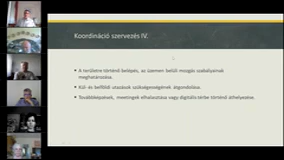 Koordináció szervezés IV.
A területre történő belépés, az üzemen belüli mozgás szabályainak
meghatározása.
Kül- és belföldi utazások szükségességének átgondolása.
Továbbképzések, meetingek elhalasztása vagy digitális térbe történő áthelyezése.